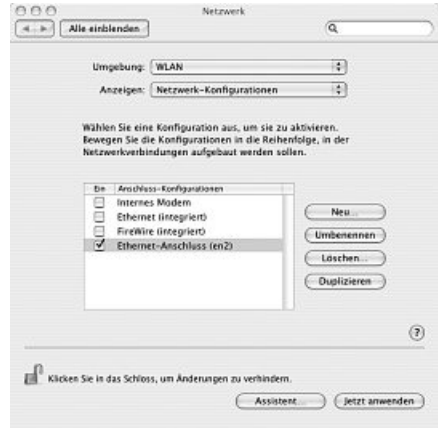 Netzwerk
Alle einblenden
Umgebung: WLAN
Anzeigen: Netzwerk-Konfigurationen
Wählen Sie eine Konfiguration aus, um sie zu aktivieren.
Bewegen Sie die Konfigurationen in die Reihenfolge, in der
Netzwerkverbindungen aufgebaut werden sollen.
Ein Anschluss-Konfigurationen
Internes Modem
Ethernet (integriert)
FireWire (integriert)
Ethernet-Anschluss (en2)
Neu...
Umbenennen
Löschen...
Duplizieren
?
Klicken Sie in das Schloss, um Änderungen zu verhindern.
Assistent... Jetzt anwenden